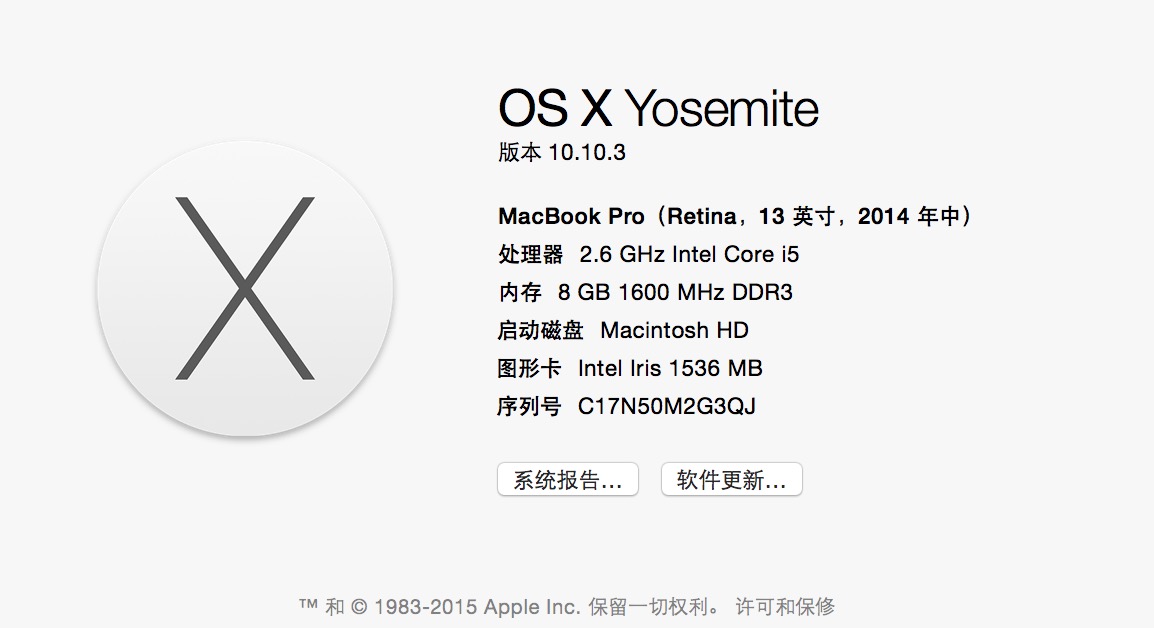 OS X Yosemite
版本 10.10.3
MacBook Pro（Retina，13 英寸，2014 年中）
处理器 2.6 GHz Intel Core i5
内存 8 GB 1600 MHz DDR3
启动磁盘 Macintosh HD
图形卡 Intel Iris 1536 MB
序列号 C17N50M2G3QJ
系统报告... 软件更新...
™ 和 © 1983-2015 Apple Inc. 保留一切权利。 许可和保修